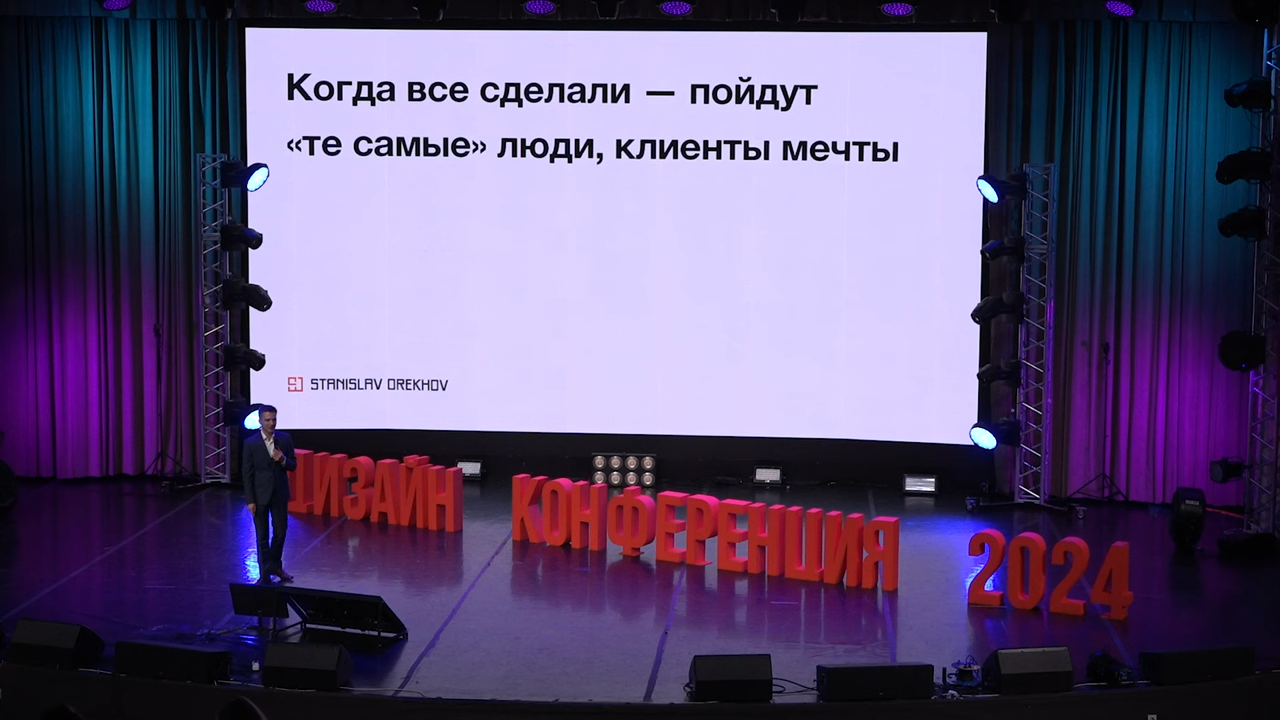 Когда все сделали — пойдут
«те самые» люди, клиенты мечты
STANISLAV OREKHOV
ДИЗАЙН КОНФЕРЕНЦИЯ 2024